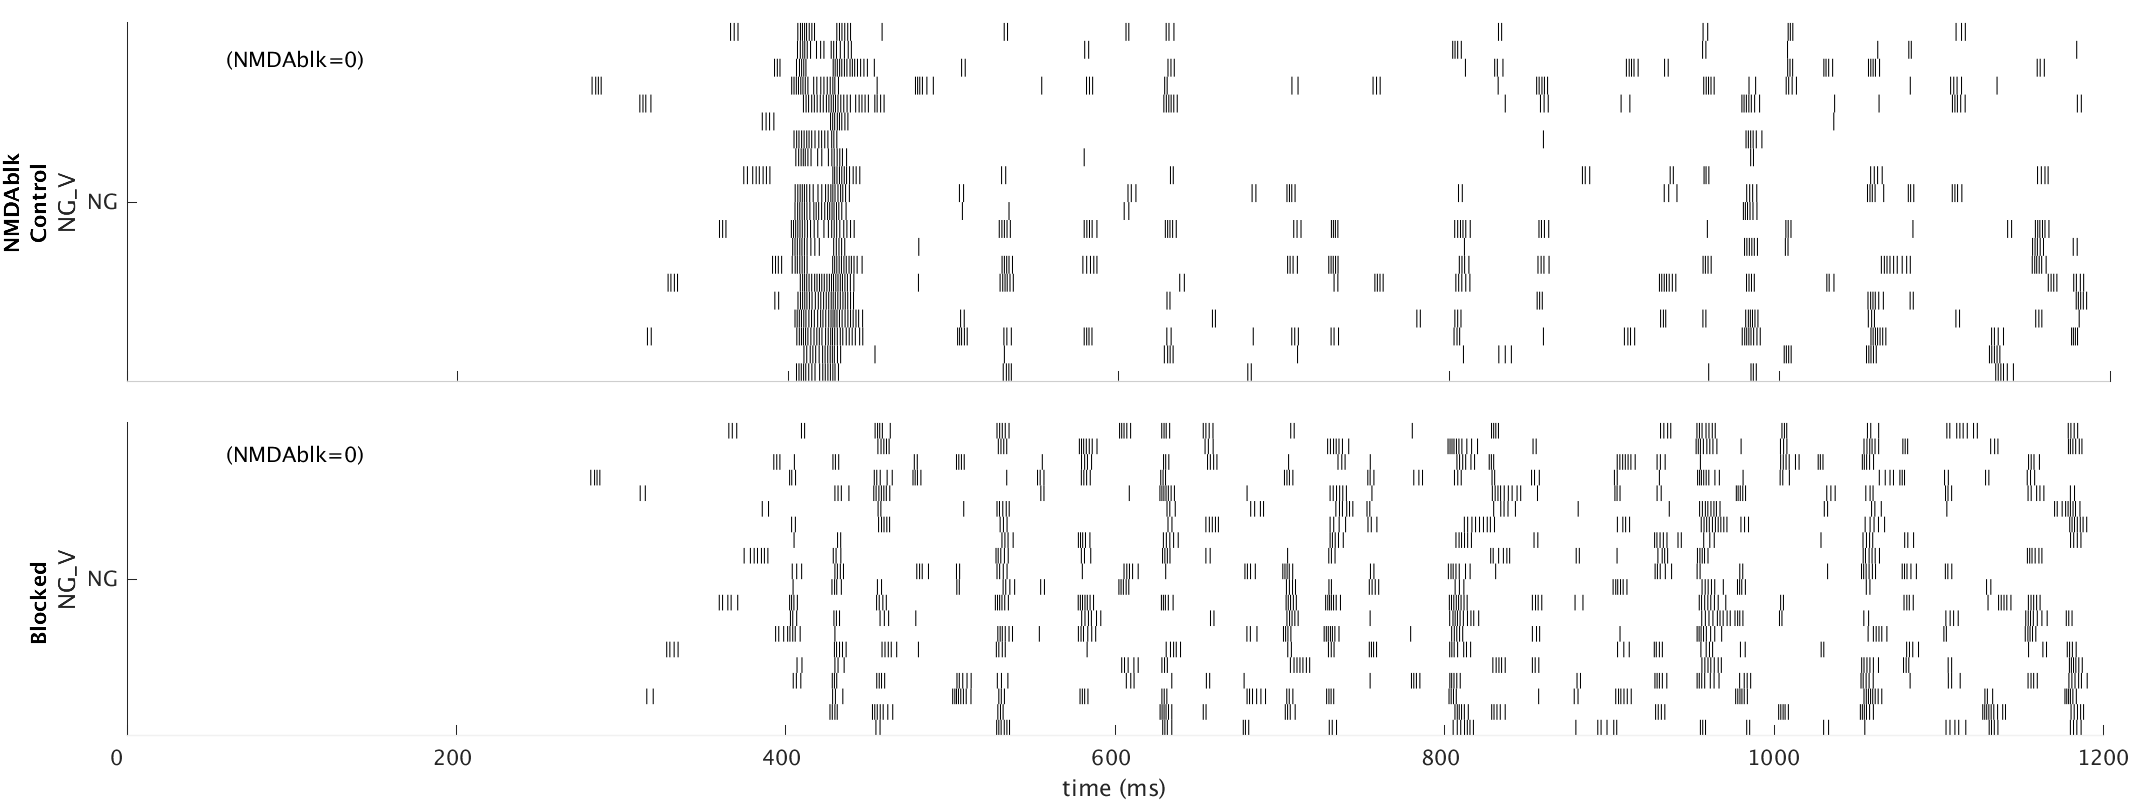 (NMDAblk=0)
NMDAblk
Control
NG_V
NG
(NMDAblk=0)
Blocked
NG_V
NG
0 200 400 600 800 1000 1200
time (ms)